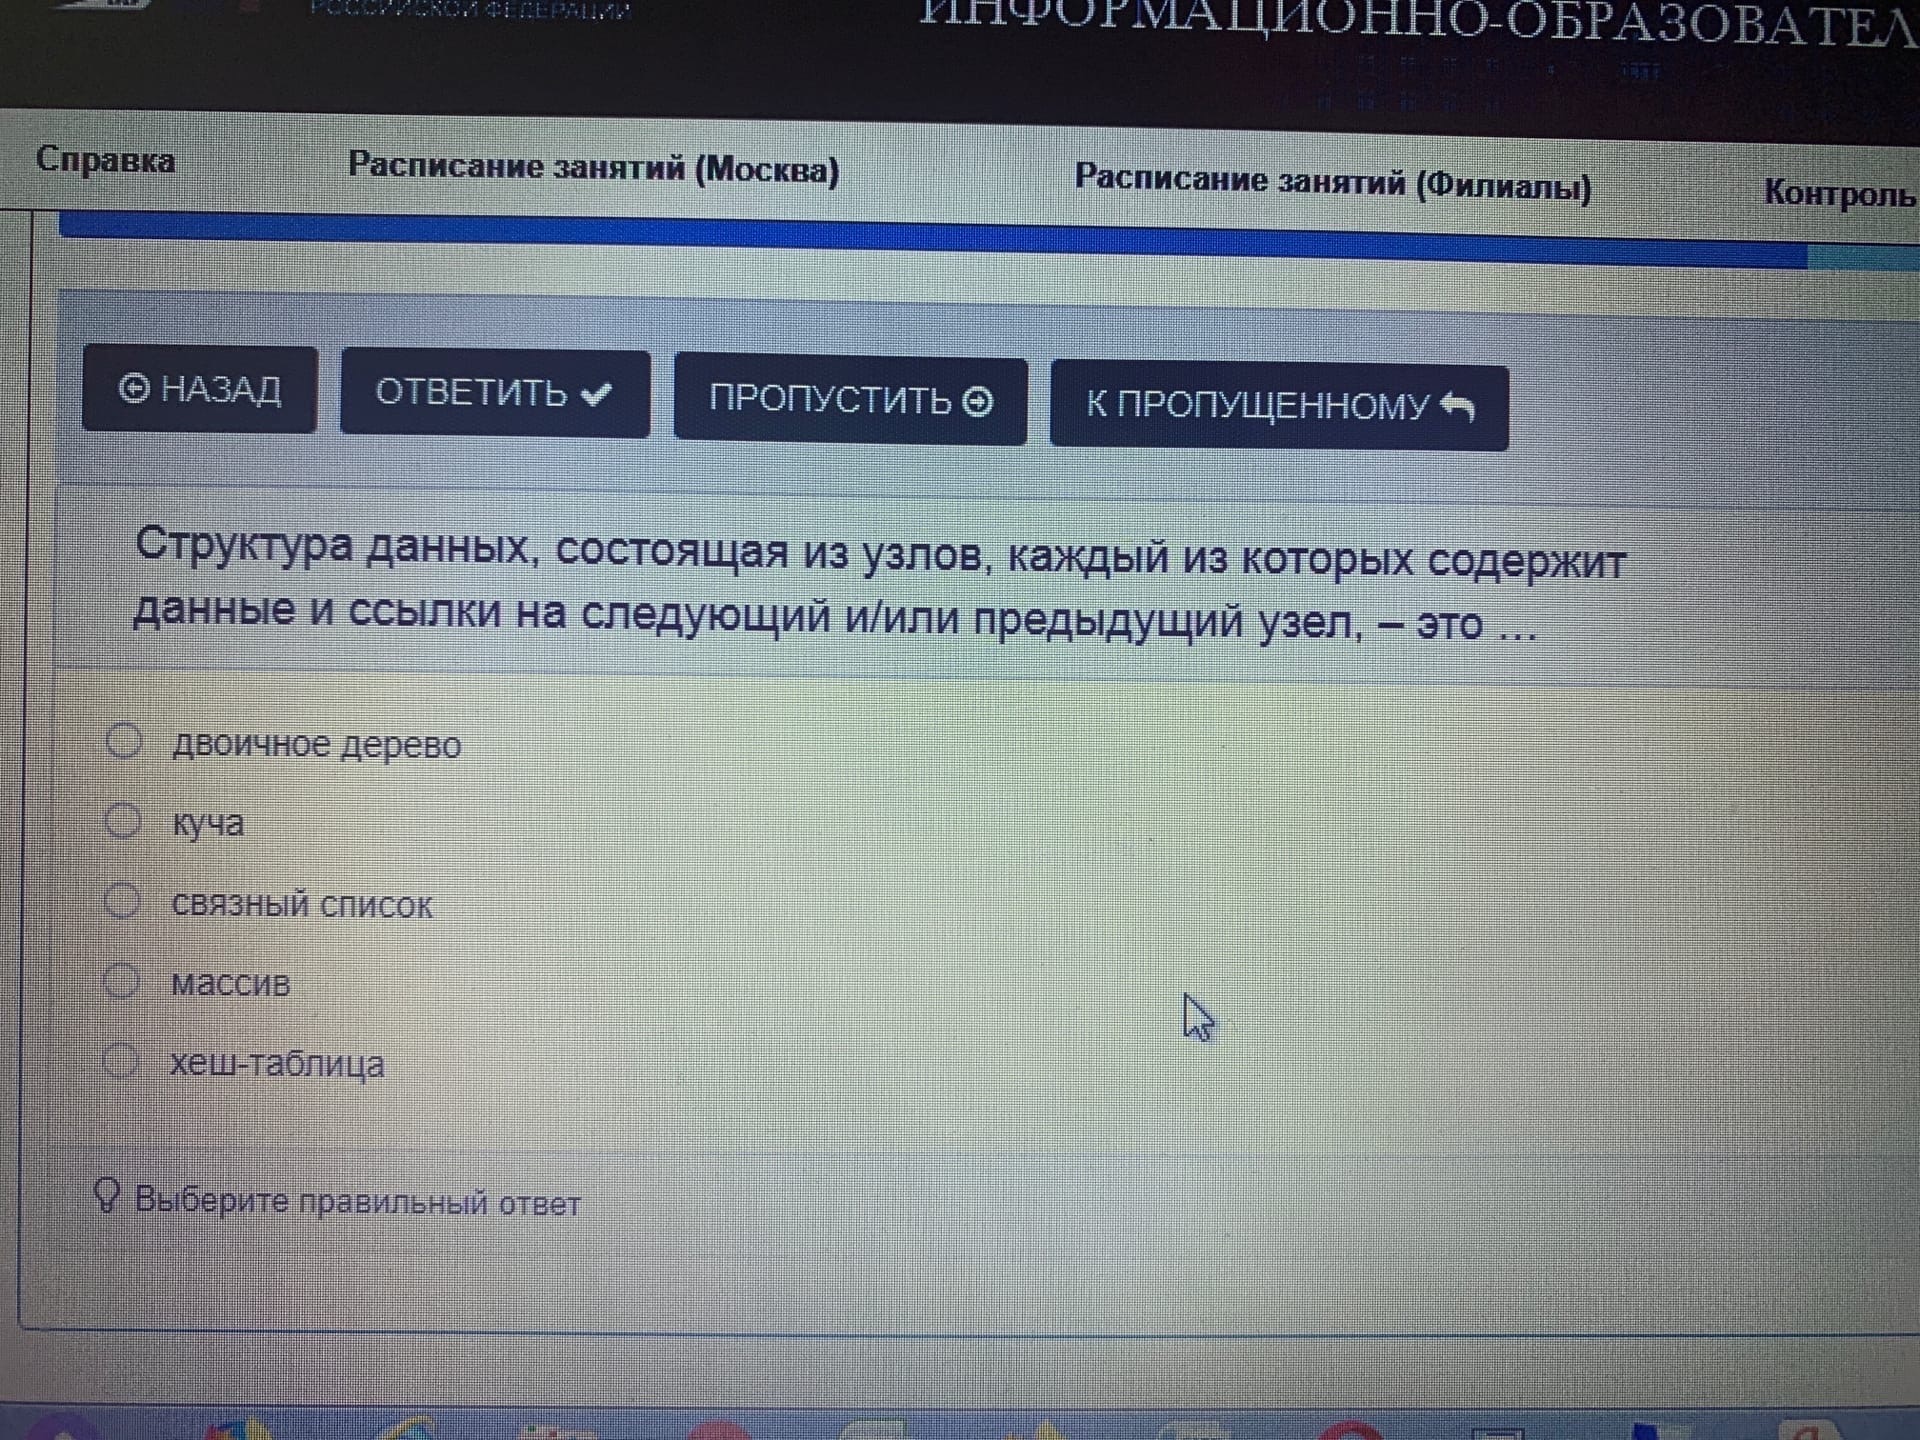 РОССИЙСКОЙ ФЕДЕРАЦИИ
ИНФОРМАЦИОННО-ОБРАЗОВАТЕЛ
Справка
Расписание занятий (Москва)
Расписание занятий (Филиалы)
Контроль
НАЗАД
ОТВЕТИТЬ
ПРОПУСТИТЬ
К ПРОПУЩЕННОМУ
Структура данных, состоящая из узлов, каждый из которых содержит
данные и ссылки на следующий и/или предыдущий узел, – это ...
двоичное дерево
куча
связный список
массив
хеш-таблица
Выберите правильный ответ